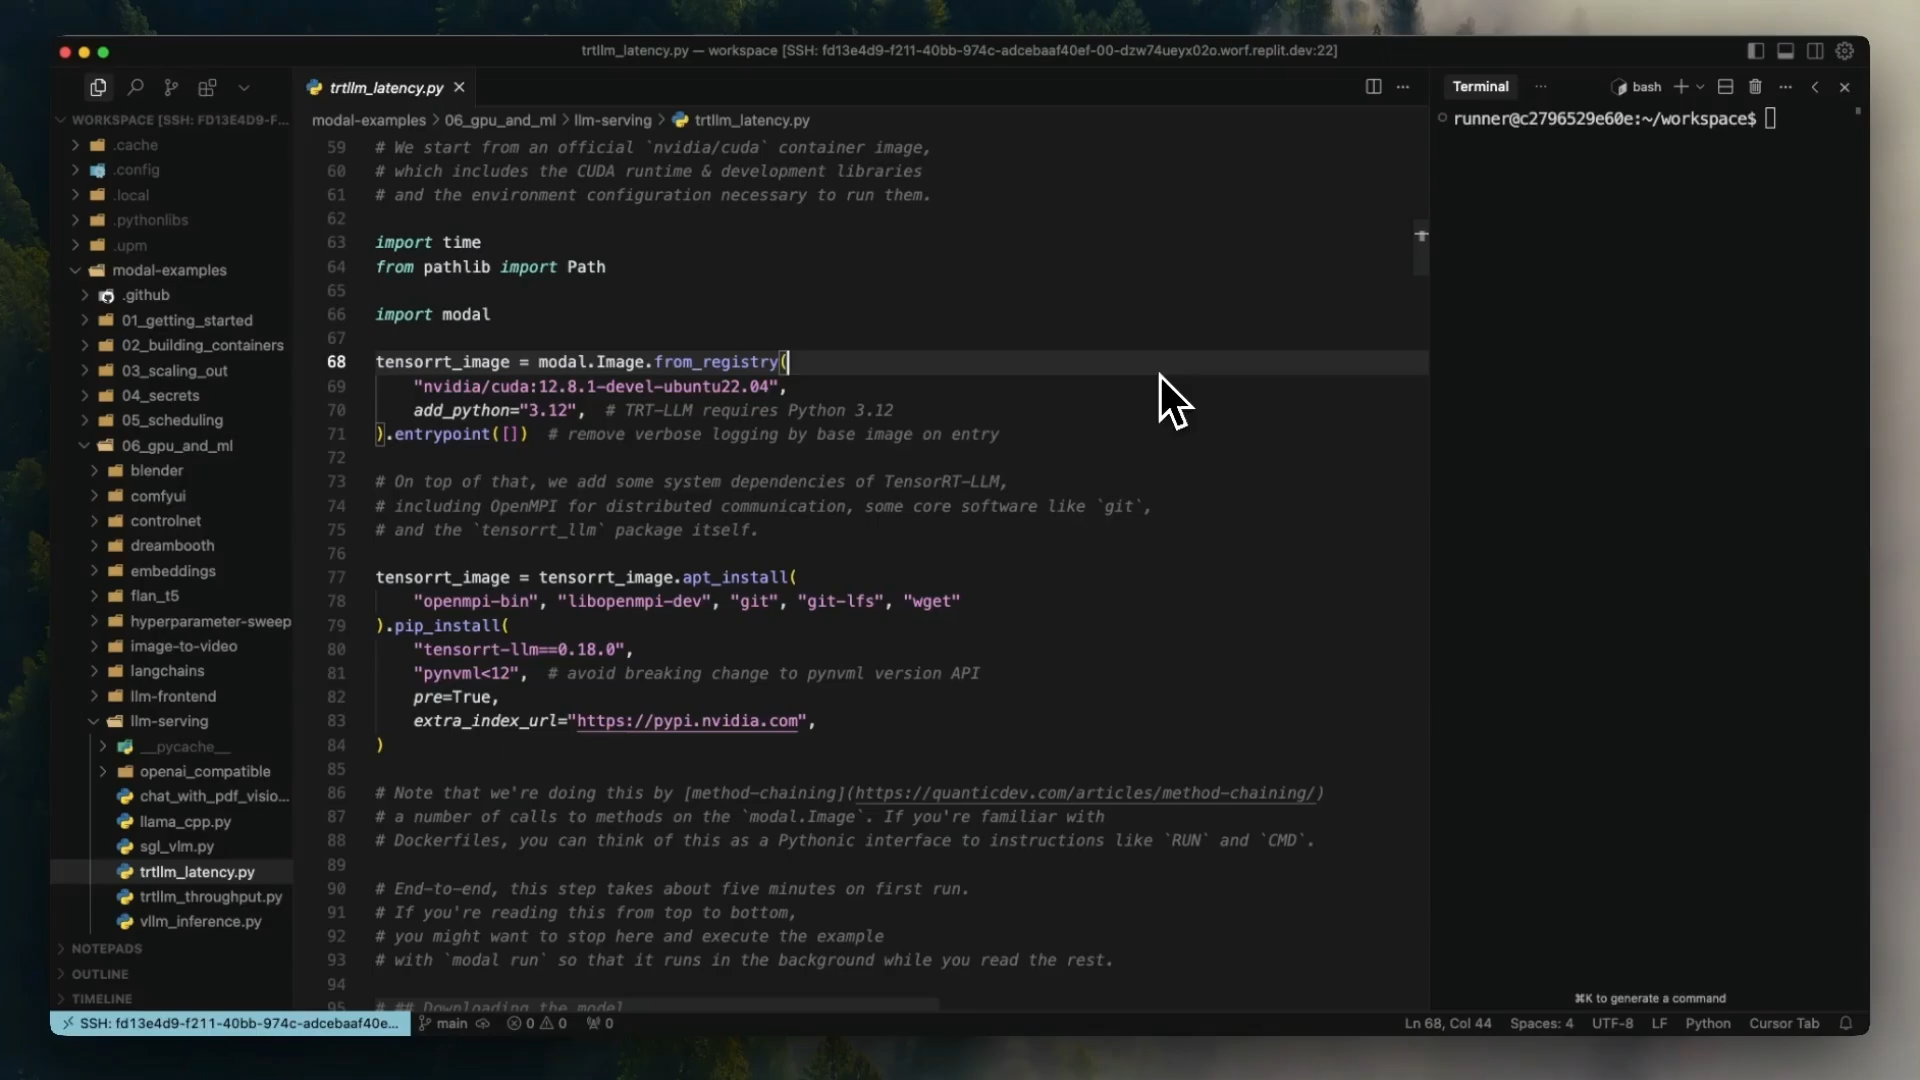 trtllm_latency.py — workspace [SSH: fd13e4d9-f211-40bb-974c-adcebaaf40ef-00-dzw74ueyx02o.worf.replit.dev:22]
WORKSPACE [SSH: FD13E4D9-F...
.cache
.config
.local
.pythonlibs
.upm
modal-examples
.github
01_getting_started
02_building_containers
03_scaling_out
04_secrets
05_scheduling
06_gpu_and_ml
blender
comfyui
controlnet
dreambooth
embeddings
flan_t5
hyperparameter-sweep
image-to-video
langchains
llm-frontend
llm-serving
__pycache__
openai_compatible
chat_with_pdf_visio...
llama_cpp.py
sgl_vlm.py
trtllm_latency.py
trtllm_throughput.py
vllm_inference.py
NOTEPADS
OUTLINE
TIMELINE
trtllm_latency.py
modal-examples > 06_gpu_and_ml > llm-serving > trtllm_latency.py
59 # We start from an official `nvidia/cuda` container image,
60 # which includes the CUDA runtime & development libraries
61 # and the environment configuration necessary to run them.
62
63 import time
64 from pathlib import Path
65
66 import modal
67
68 tensorrt_image = modal.Image.from_registry(
69 "nvidia/cuda:12.8.1-devel-ubuntu22.04",
70 add_python="3.12", # TRT-LLM requires Python 3.12
71 ).entrypoint([]) # remove verbose logging by base image on entry
72
73 # On top of that, we add some system dependencies of TensorRT-LLM,
74 # including OpenMPI for distributed communication, some core software like `git`,
75 # and the `tensorrt_llm` package itself.
76
77 tensorrt_image = tensorrt_image.apt_install(
78 "openmpi-bin", "libopenmpi-dev", "git", "git-lfs", "wget"
79 ).pip_install(
80 "tensorrt-llm==0.18.0",
81 "pynvml<12", # avoid breaking change to pynvml version API
82 pre=True,
83 extra_index_url="https://pypi.nvidia.com",
84 )
85
86 # Note that we're doing this by [method-chaining](https://quanticdev.com/articles/method-chaining/)
87 # a number of calls to methods on the `modal.Image`. If you're familiar with
88 # Dockerfiles, you can think of this as a Pythonic interface to instructions like `RUN` and `CMD`.
89
90 # End-to-end, this step takes about five minutes on first run.
91 # If you're reading this from top to bottom,
92 # you might want to stop here and execute the example
93 # with `modal run` so that it runs in the background while you read the rest.
94
95 # ## Downloading the model
Terminal
bash
runner@c2796529e60e:~/workspace$
⌘K to generate a command
SSH: fd13e4d9-f211-40bb-974c-adcebaaf40e... main 0 0 0
Ln 68, Col 44 Spaces: 4 UTF-8 LF Python Cursor Tab